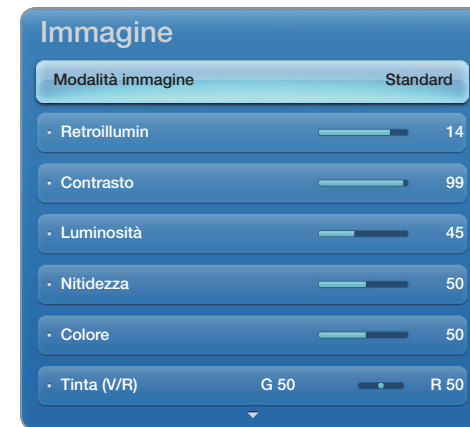 Immagine
Modalità immagine Standard
· Retroillumin 14
· Contrasto 99
· Luminosità 45
· Nitidezza 50
· Colore 50
· Tinta (V/R) G 50 R 50